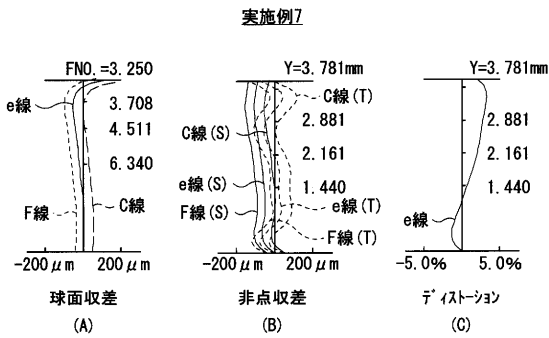 実施例7
FNO.=3.250
e線
3.708
4.511
6.340
F線
C線
-200μm
200μm
球面収差
(A)
Y=3.781mm
C線(T)
2.881
C線(S)
2.161
e線(S)
1.440
F線(S)
e線(T)
F線(T)
-200μm
200μm
非点収差
(B)
Y=3.781mm
2.881
2.161
1.440
e線
-5.0%
5.0%
ディストーション
(C)